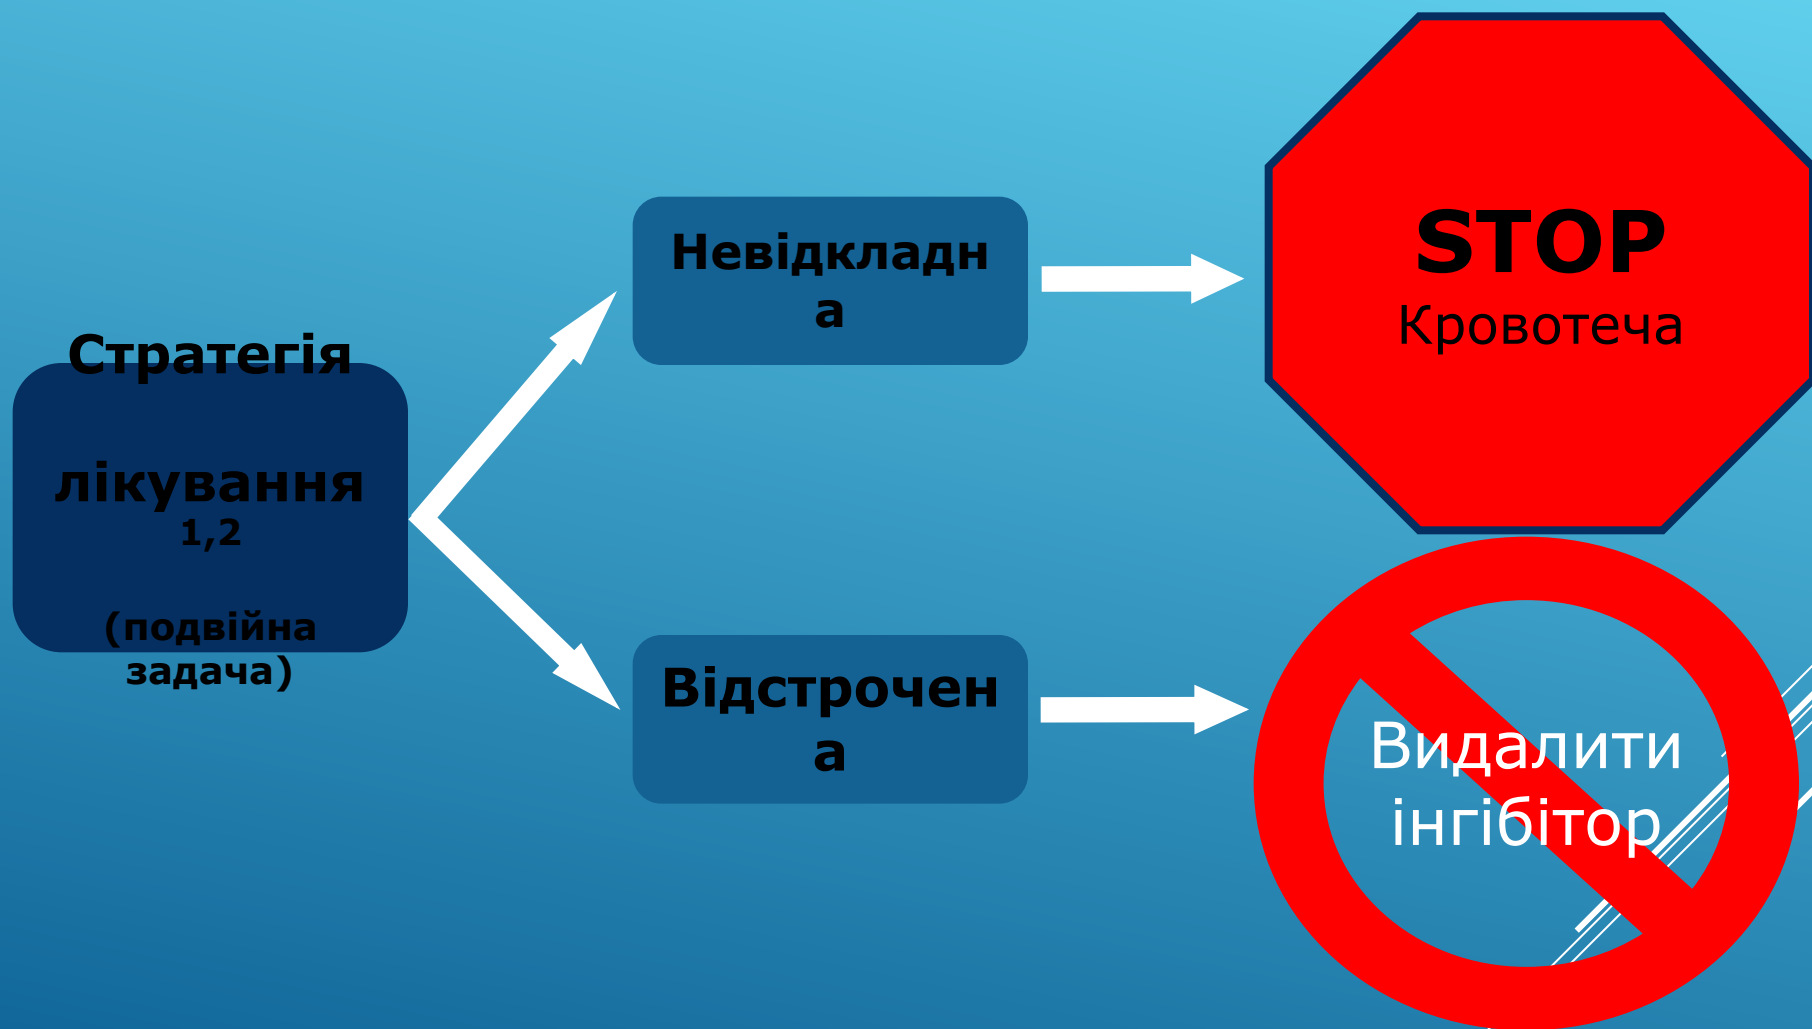 Стратегія
лікування
1,2
(подвійна
задача)
Невідкладн
а
STOP
Кровотеча
Відстрочен
а
Видалити
інгібітор